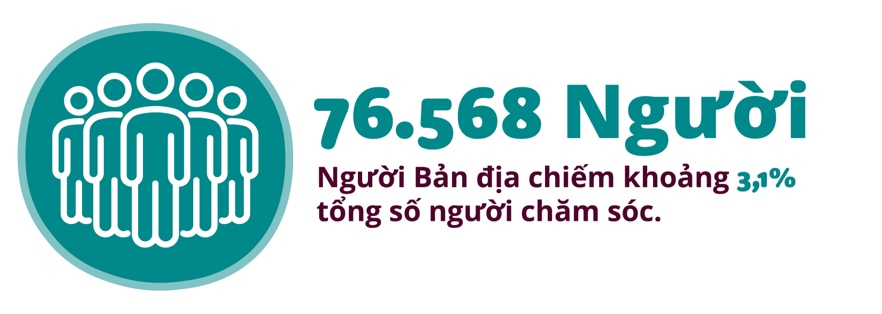 76.568 Người
Người Bản địa chiếm khoảng 3,1%
tổng số người chăm sóc.